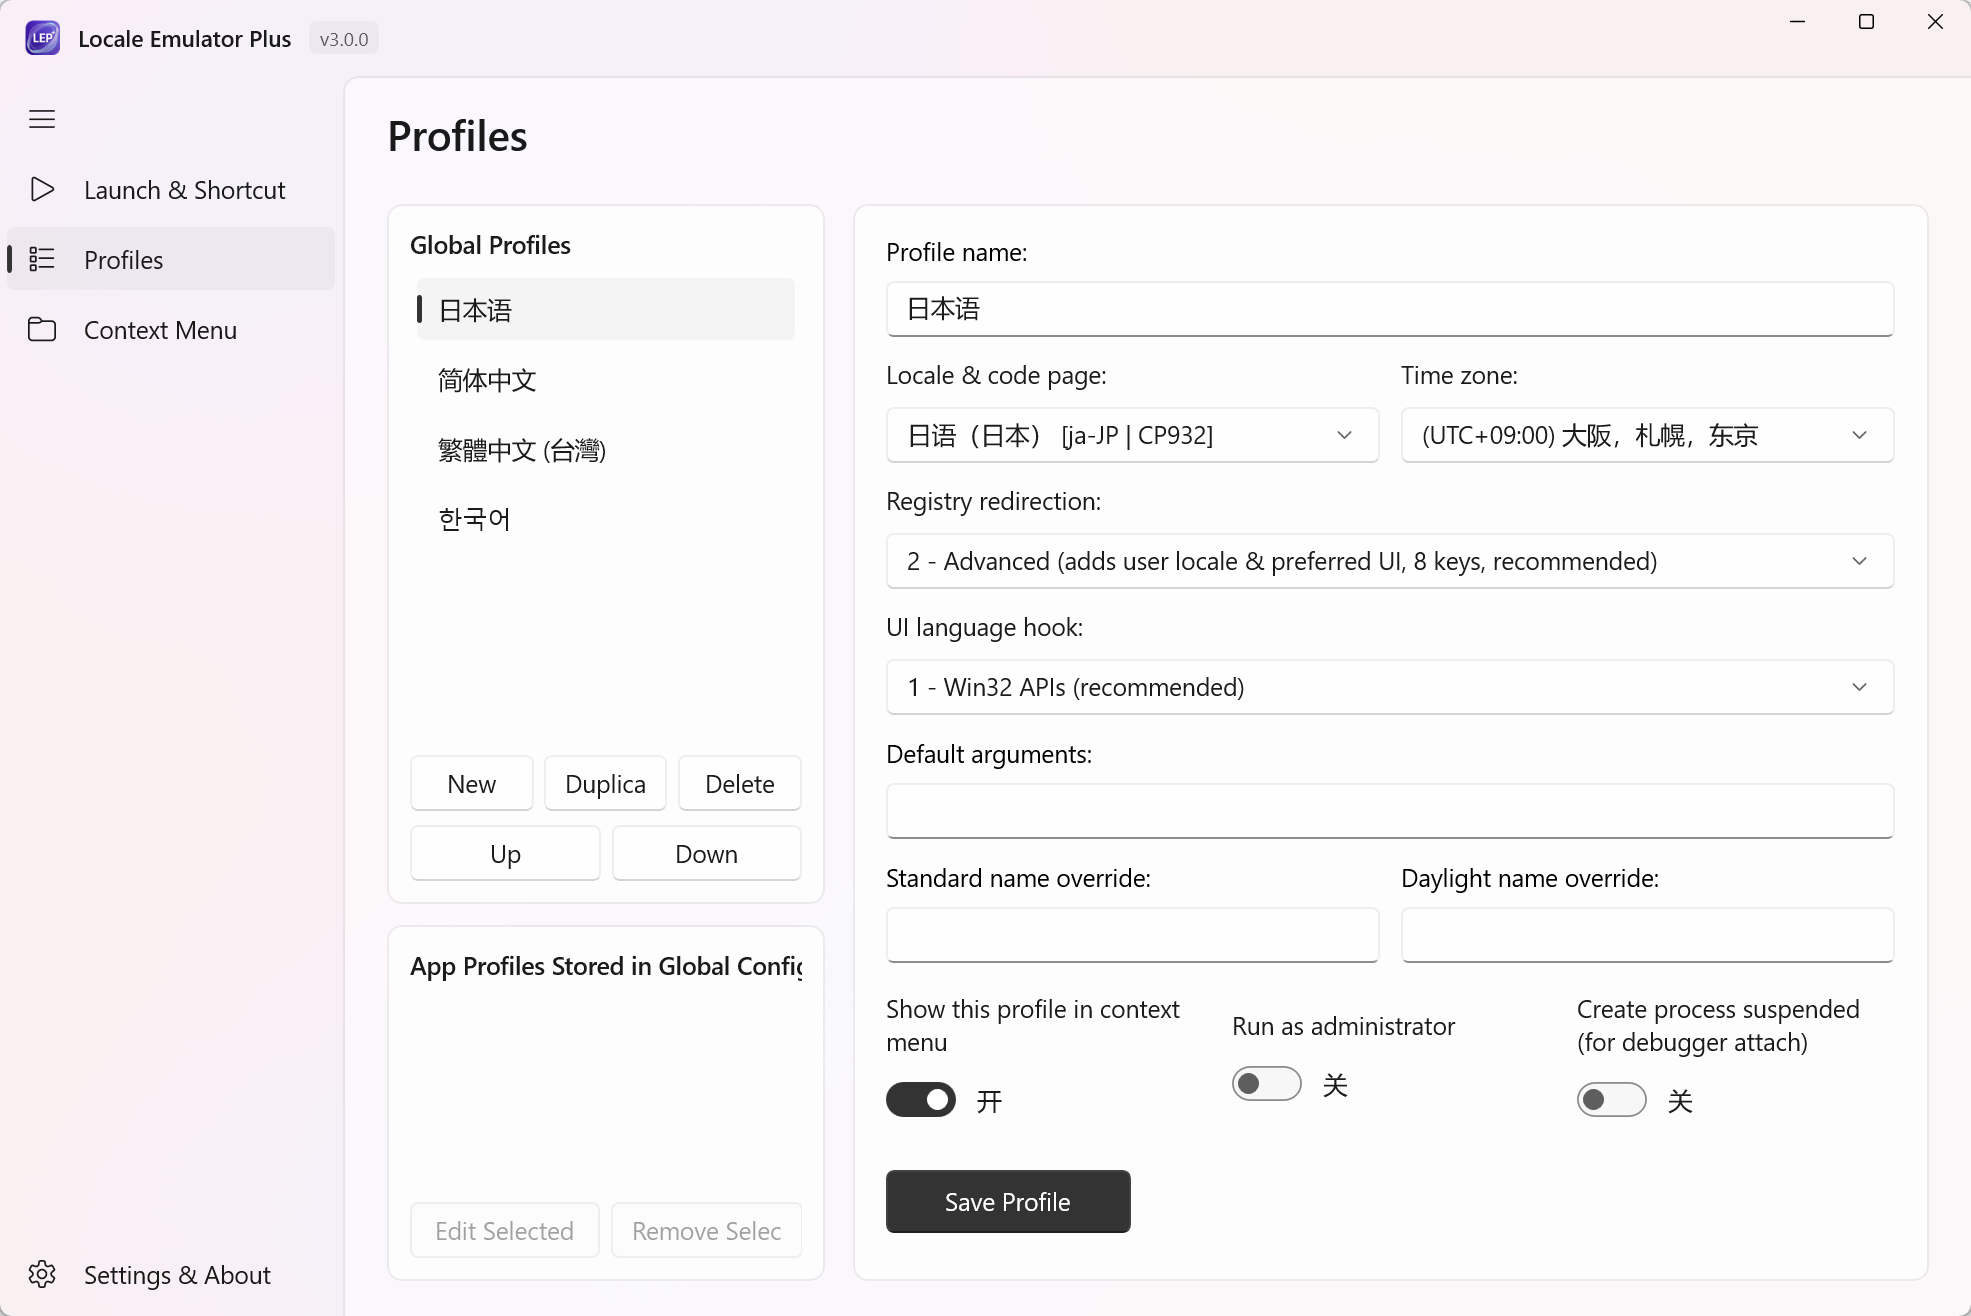 LEP
Locale Emulator Plus
v3.0.0
Launch & Shortcut
Profiles
Context Menu
Settings & About
Profiles
Global Profiles
日本语
简体中文
繁體中文 (台灣)
한국어
New
Duplica
Delete
Up
Down
App Profiles Stored in Global Config
Edit Selected
Remove Selec
Profile name:
日本语
Locale & code page:
Time zone:
日语（日本） [ja-JP | CP932]
(UTC+09:00) 大阪，札幌，东京
Registry redirection:
2 - Advanced (adds user locale & preferred UI, 8 keys, recommended)
UI language hook:
1 - Win32 APIs (recommended)
Default arguments:
Standard name override:
Daylight name override:
Show this profile in context
menu
开
Run as administrator
关
Create process suspended
(for debugger attach)
关
Save Profile